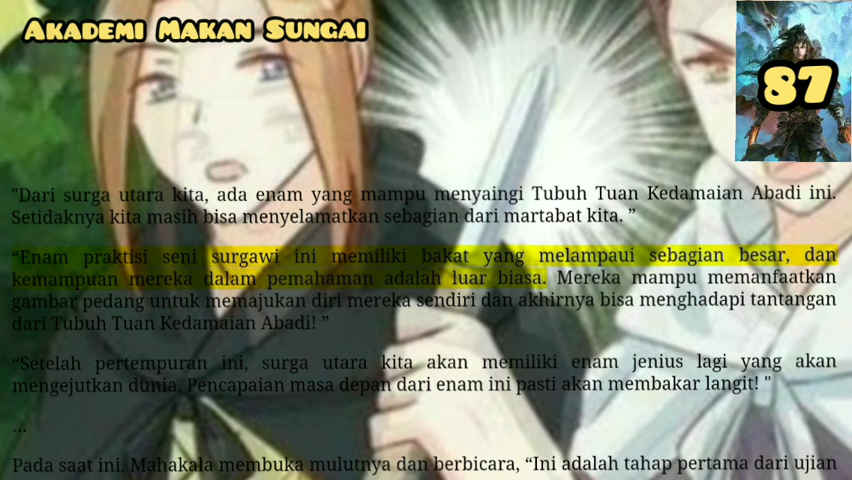 Akademi Makan Sungai
87
"Dari surga utara kita, ada enam yang mampu menyaingi Tubuh Tuan Kedamaian Abadi ini.
Setidaknya kita masih bisa menyelamatkan sebagian dari martabat kita. ”
“Enam praktisi seni surgawi ini memiliki bakat yang melampaui sebagian besar, dan
kemampuan mereka dalam pemahaman adalah luar biasa. Mereka mampu memanfaatkan
gambar pedang untuk memajukan diri mereka sendiri dan akhirnya bisa menghadapi tantangan
dari Tubuh Tuan Kedamaian Abadi! ”
“Setelah pertempuran ini, surga utara kita akan memiliki enam jenius lagi yang akan
mengejutkan dunia. Pencapaian masa depan dari enam ini pasti akan membakar langit! "
...
Pada saat ini, Mahakala membuka mulutnya dan berbicara, “Ini adalah tahap pertama dari ujian